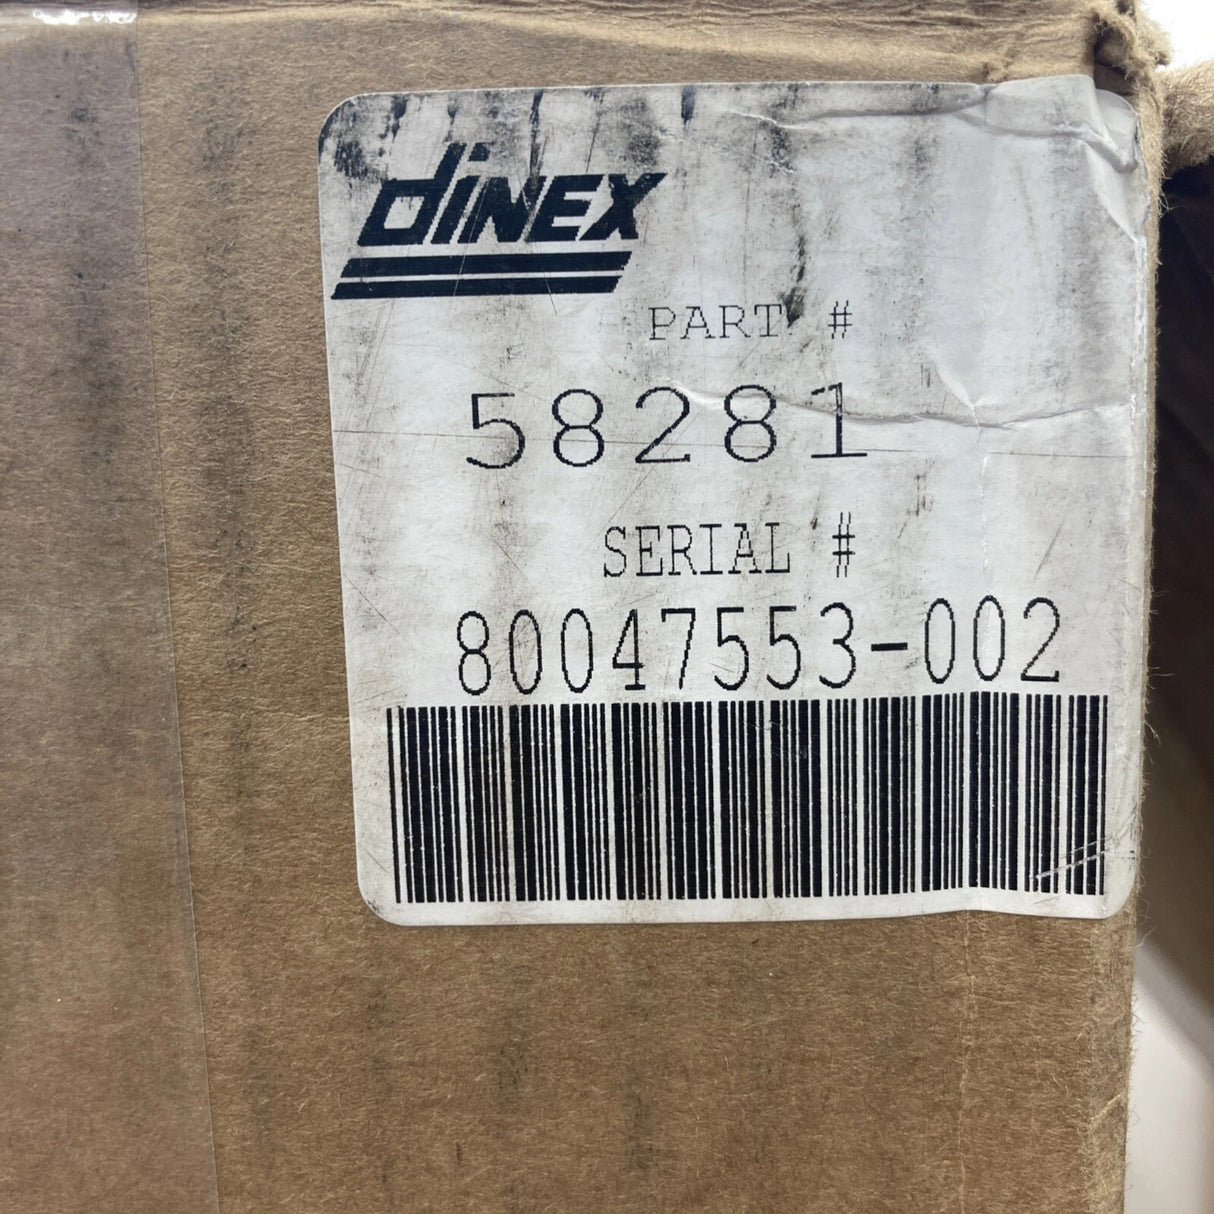 dINEX
PART #
58281
SERIAL #
80047553-002